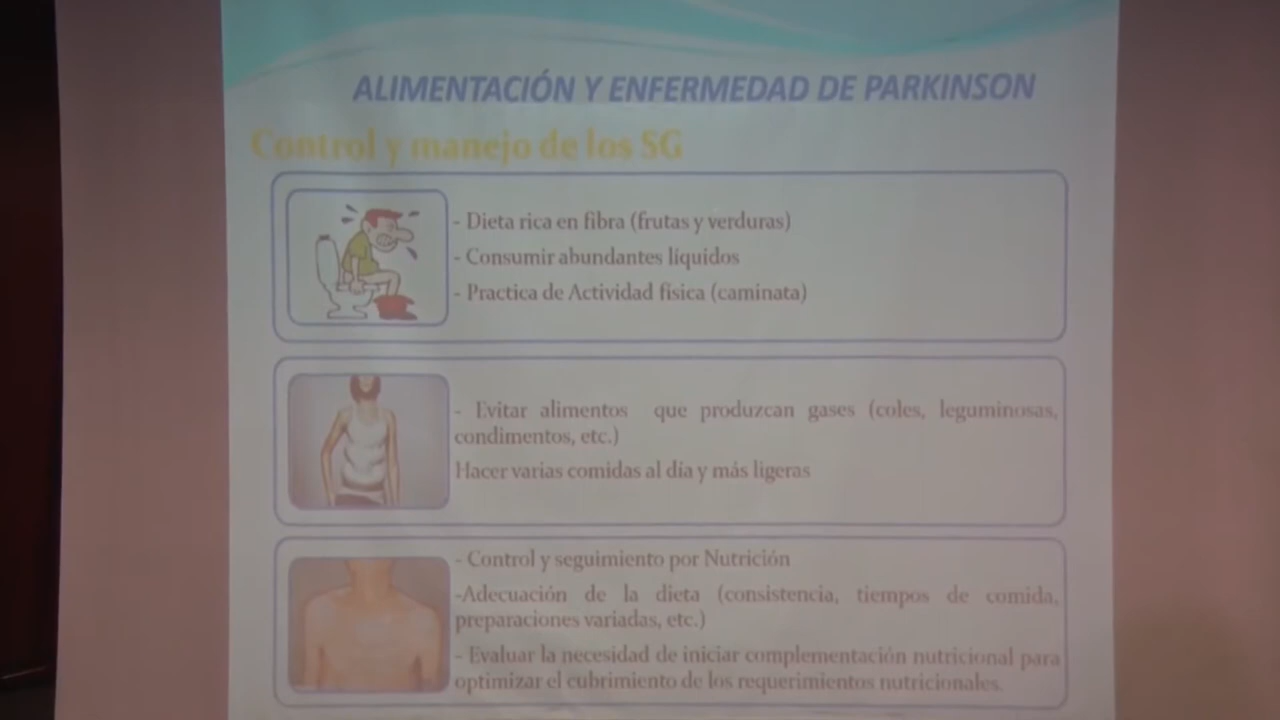 ALIMENTACIÓN Y ENFERMEDAD DE PARKINSON
Control y manejo de los SG
- Dieta rica en fibra (frutas y verduras)
- Consumir abundantes líquidos
- Practica de Actividad física (caminata)
- Evitar alimentos que produzcan gases (coles, leguminosas,
condimentos, etc.)
Hacer varias comidas al día y más ligeras
- Control y seguimiento por Nutrición
-Adecuación de la dieta (consistencia, tiempos de comida,
preparaciones variadas, etc.)
- Evaluar la necesidad de iniciar complementación nutricional para
optimizar el cubrimiento de los requerimientos nutricionales.